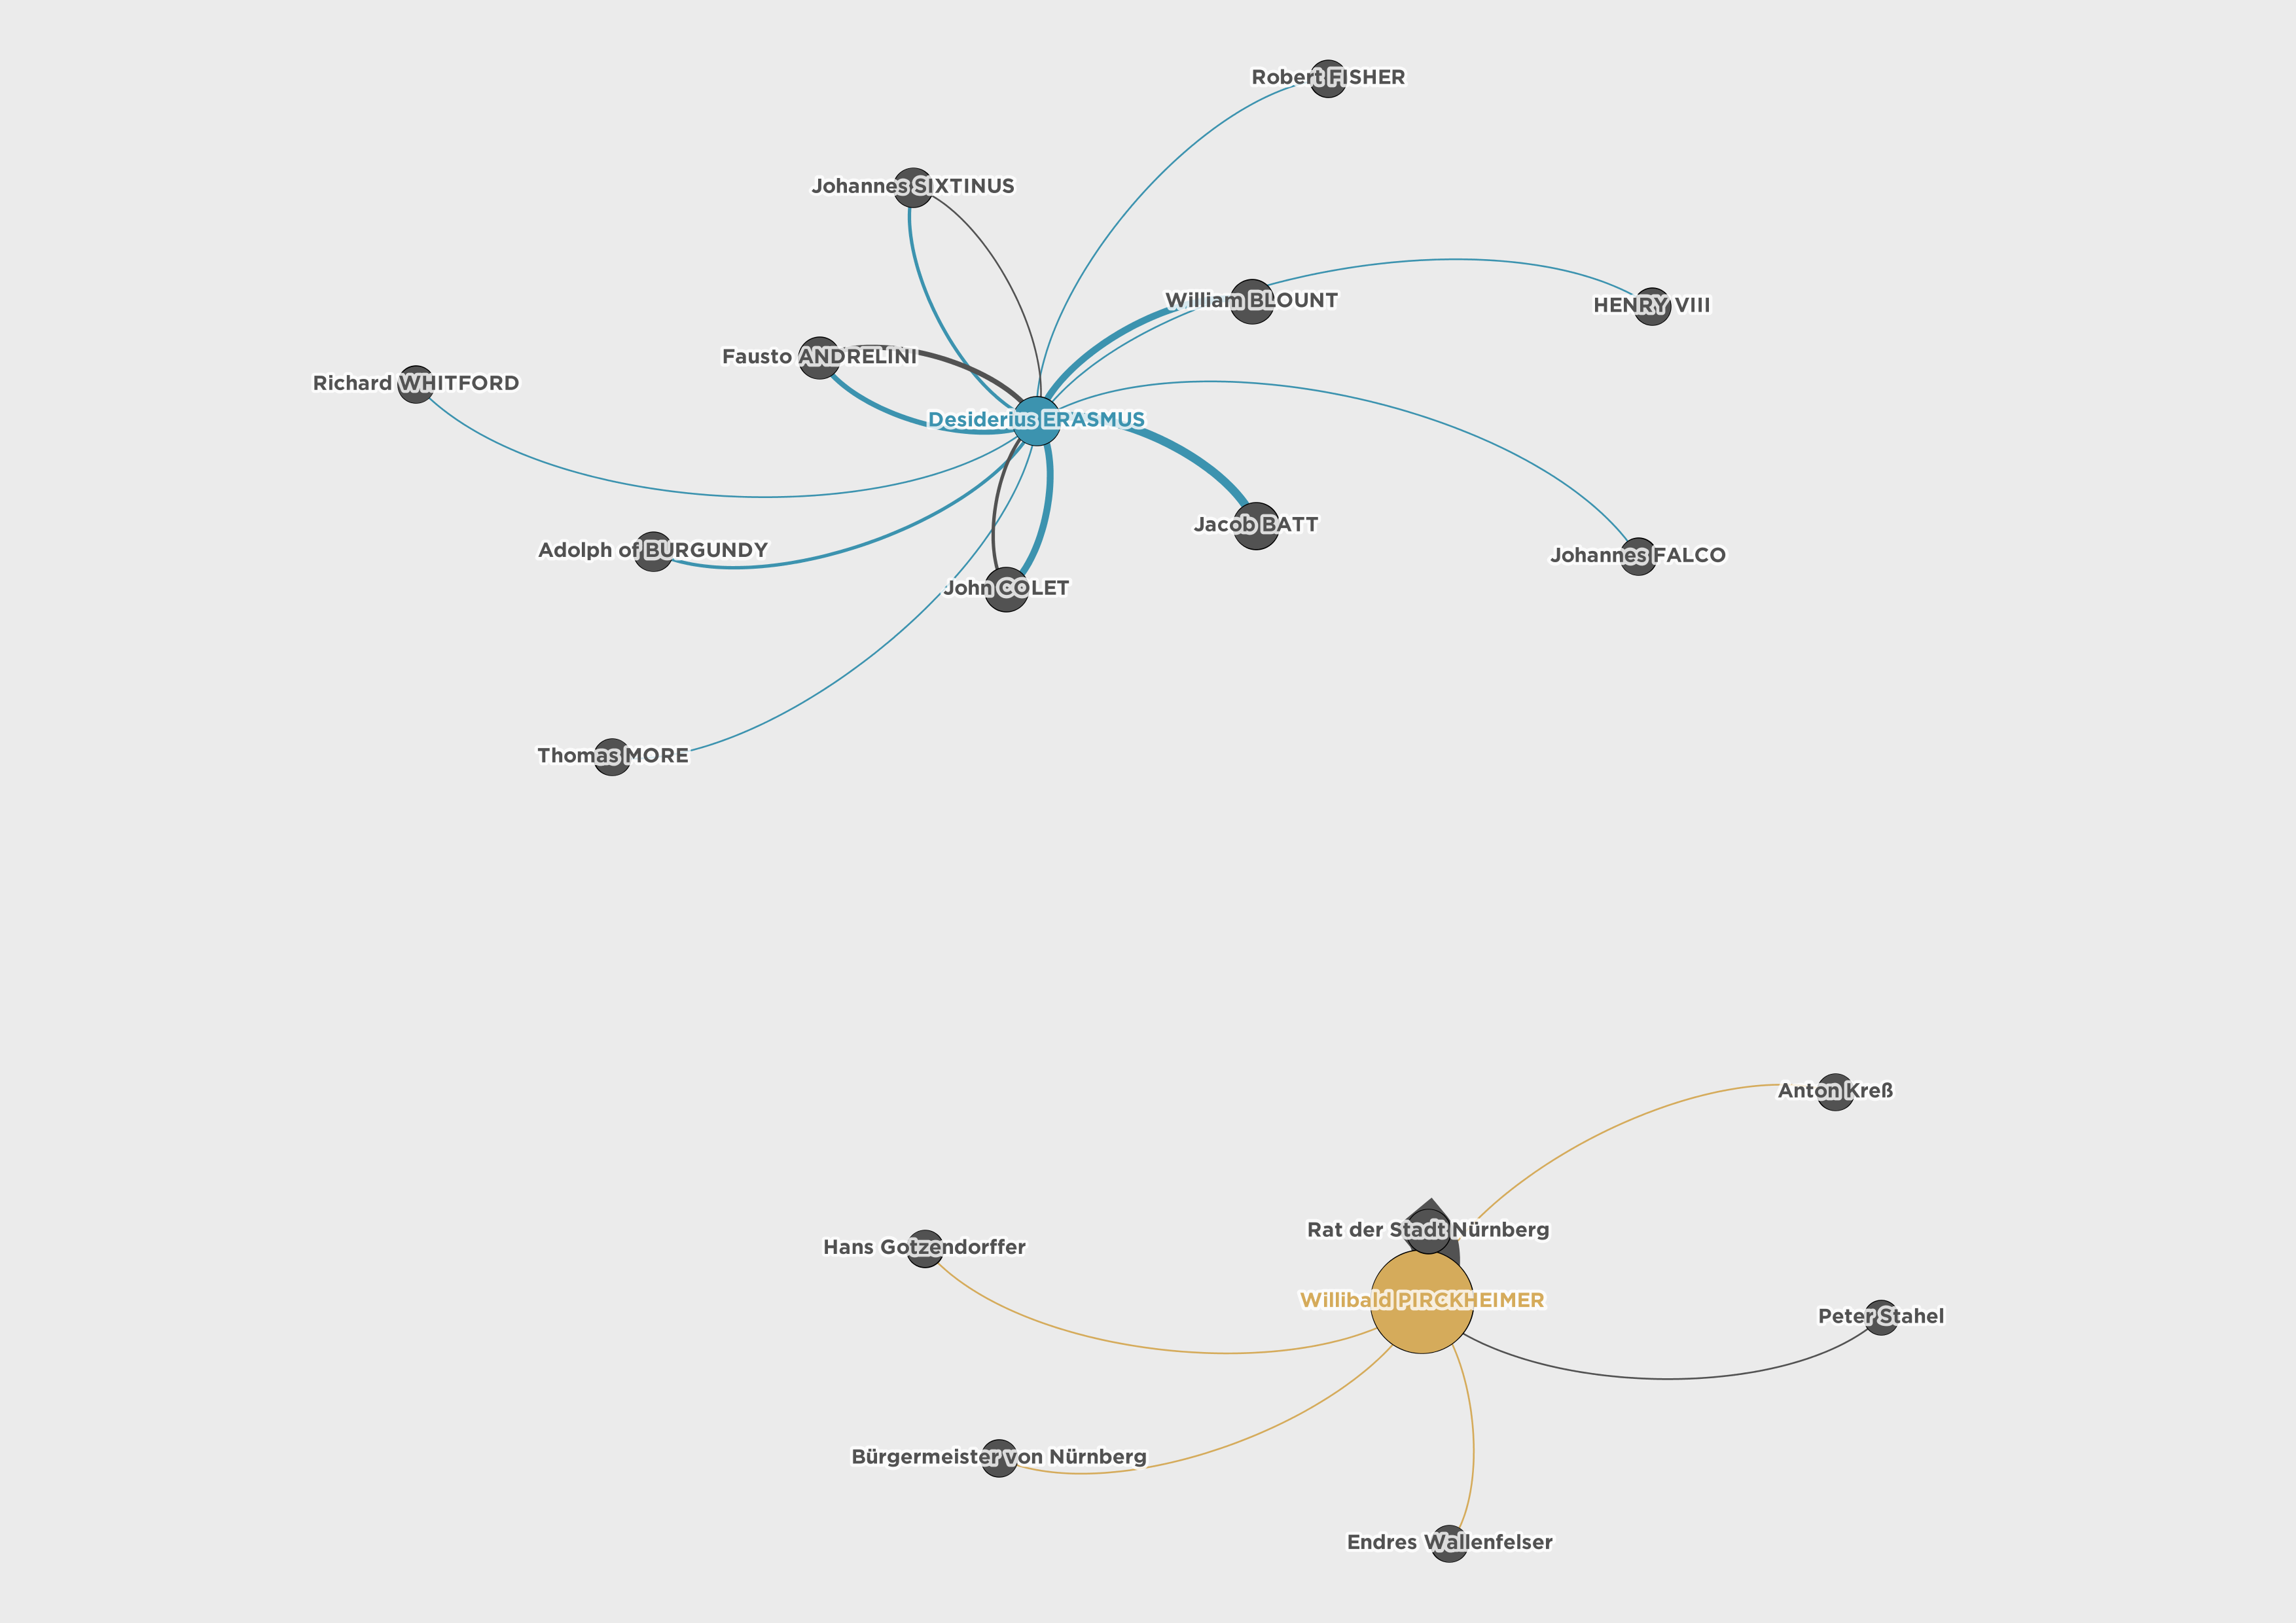 Robert FISHER
Johannes SIXTINUS
William BLOUNT
HENRY VIII
Fausto ANDRELINI
Richard WHITFORD
Desiderius ERASMUS
Jacob BATT
Adolph of BURGUNDY
Johannes FALCO
John COLET
Thomas MORE
Anton Kreß
Rat der Stadt Nürnberg
Hans Gotzendorffer
Willibald PIRCKHEIMER
Peter Stahel
Bürgermeister von Nürnberg
Endres Wallenfelser